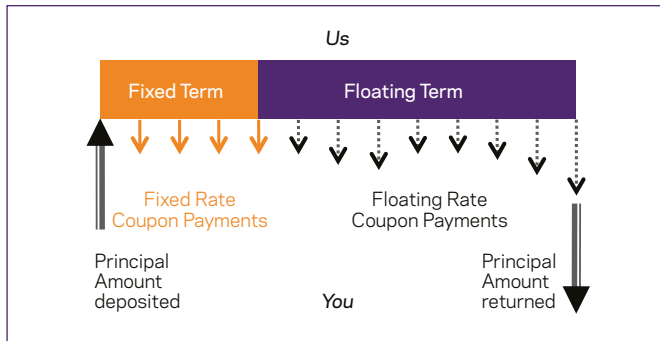 Us
Fixed Term
Floating Term
Fixed Rate
Coupon Payments
Floating Rate
Coupon Payments
Principal
Amount
deposited
You
Principal
Amount
returned